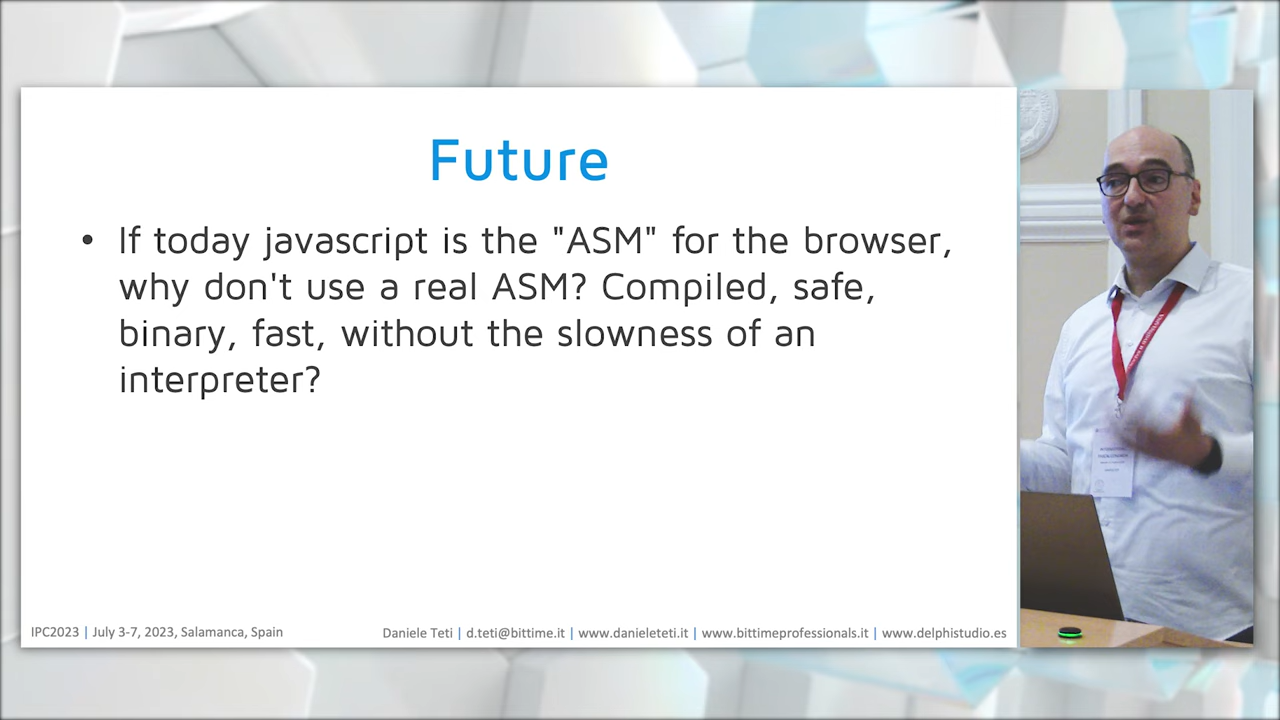 Future
• If today javascript is the "ASM" for the browser,
why don't use a real ASM? Compiled, safe,
binary, fast, without the slowness of an
interpreter?
IPC2023 | July 3-7, 2023, Salamanca, Spain
Daniele Teti | d.teti@bittime.it | www.danieleteti.it | www.bittimeprofessionals.it | www.delphistudio.es